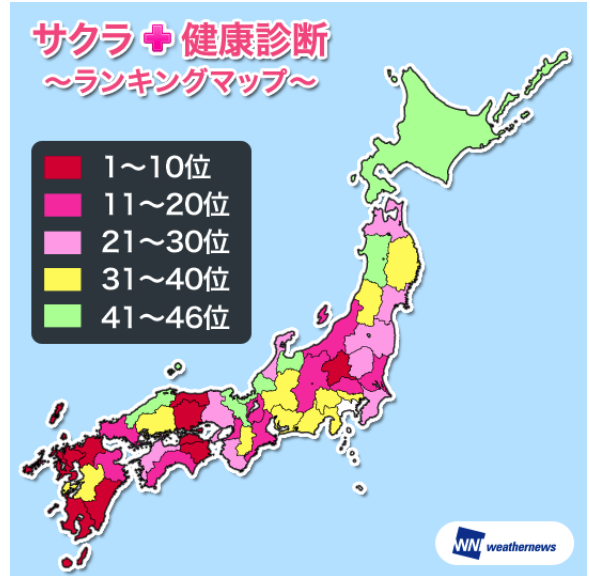 サクラ 健康診断
〜ランキングマップ〜
1〜10位
11〜20位
21〜30位
31〜40位
41〜46位
WNI weathernews